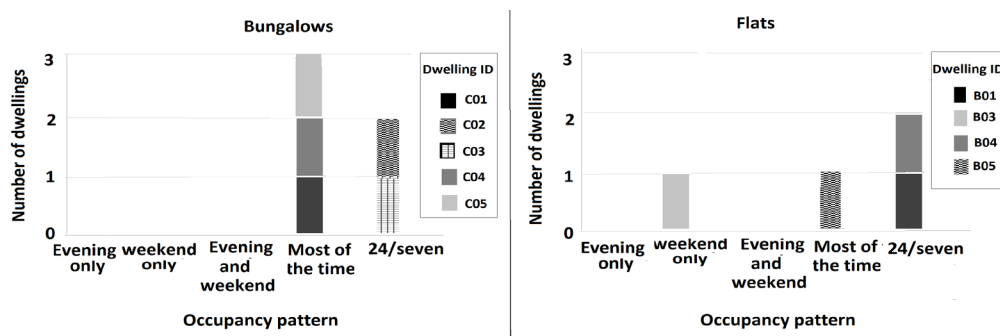 Bungalows
Number of dwellings
3
2
1
0
Evening only
weekend only
Evening and weekend
Most of the time
24/seven
Occupancy pattern
Dwelling ID
C01
C02
C03
C04
C05
Flats
Number of dwellings
3
2
1
0
Evening only
weekend only
Evening and weekend
Most of the time
24/seven
Occupancy pattern
Dwelling ID
B01
B03
B04
B05